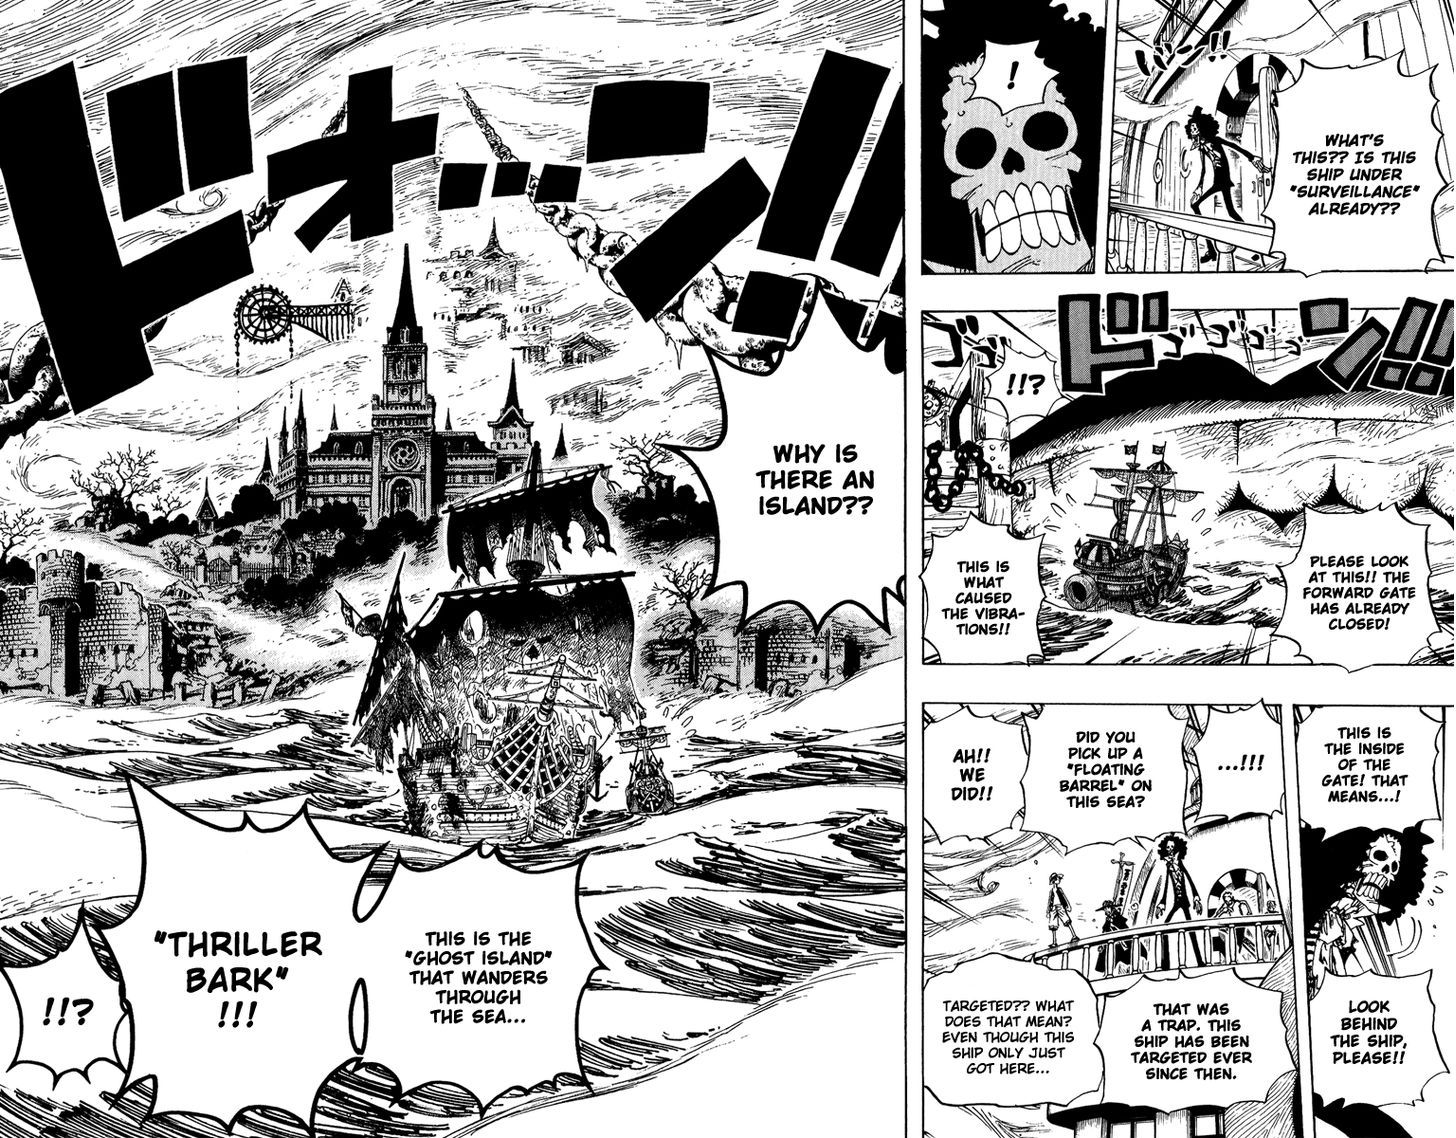 バン!!
WHAT'S
THIS?? IS THIS
SHIP UNDER
"SURVEILLANCE"
ALREADY??
!
ドゴゴゴゴン!!
PLEASE LOOK
AT THIS!! THE
FORWARD GATE
HAS ALREADY
CLOSED!
!!?
THIS IS
WHAT
CAUSED
THE VIBRA-
TIONS!!
THIS IS
THE INSIDE
OF THE
GATE! THAT
MEANS...!
LOOK
BEHIND
THE SHIP,
PLEASE!!
...!!!
DID YOU
PICK UP A
"FLOATING
BARREL" ON
THIS SEA?
AH!!
WE
DID!!
THAT WAS
A TRAP. THIS
SHIP HAS BEEN
TARGETED EVER
SINCE THEN.
TARGETED?? WHAT
DOES THAT MEAN?
EVEN THOUGH THIS
SHIP ONLY JUST
GOT HERE...
ドォ…ン!!
WHY IS
THERE AN
ISLAND??
THIS IS THE
"GHOST ISLAND"
THAT WANDERS
THROUGH
THE SEA...
"THRILLER
BARK"
!!!
!!?